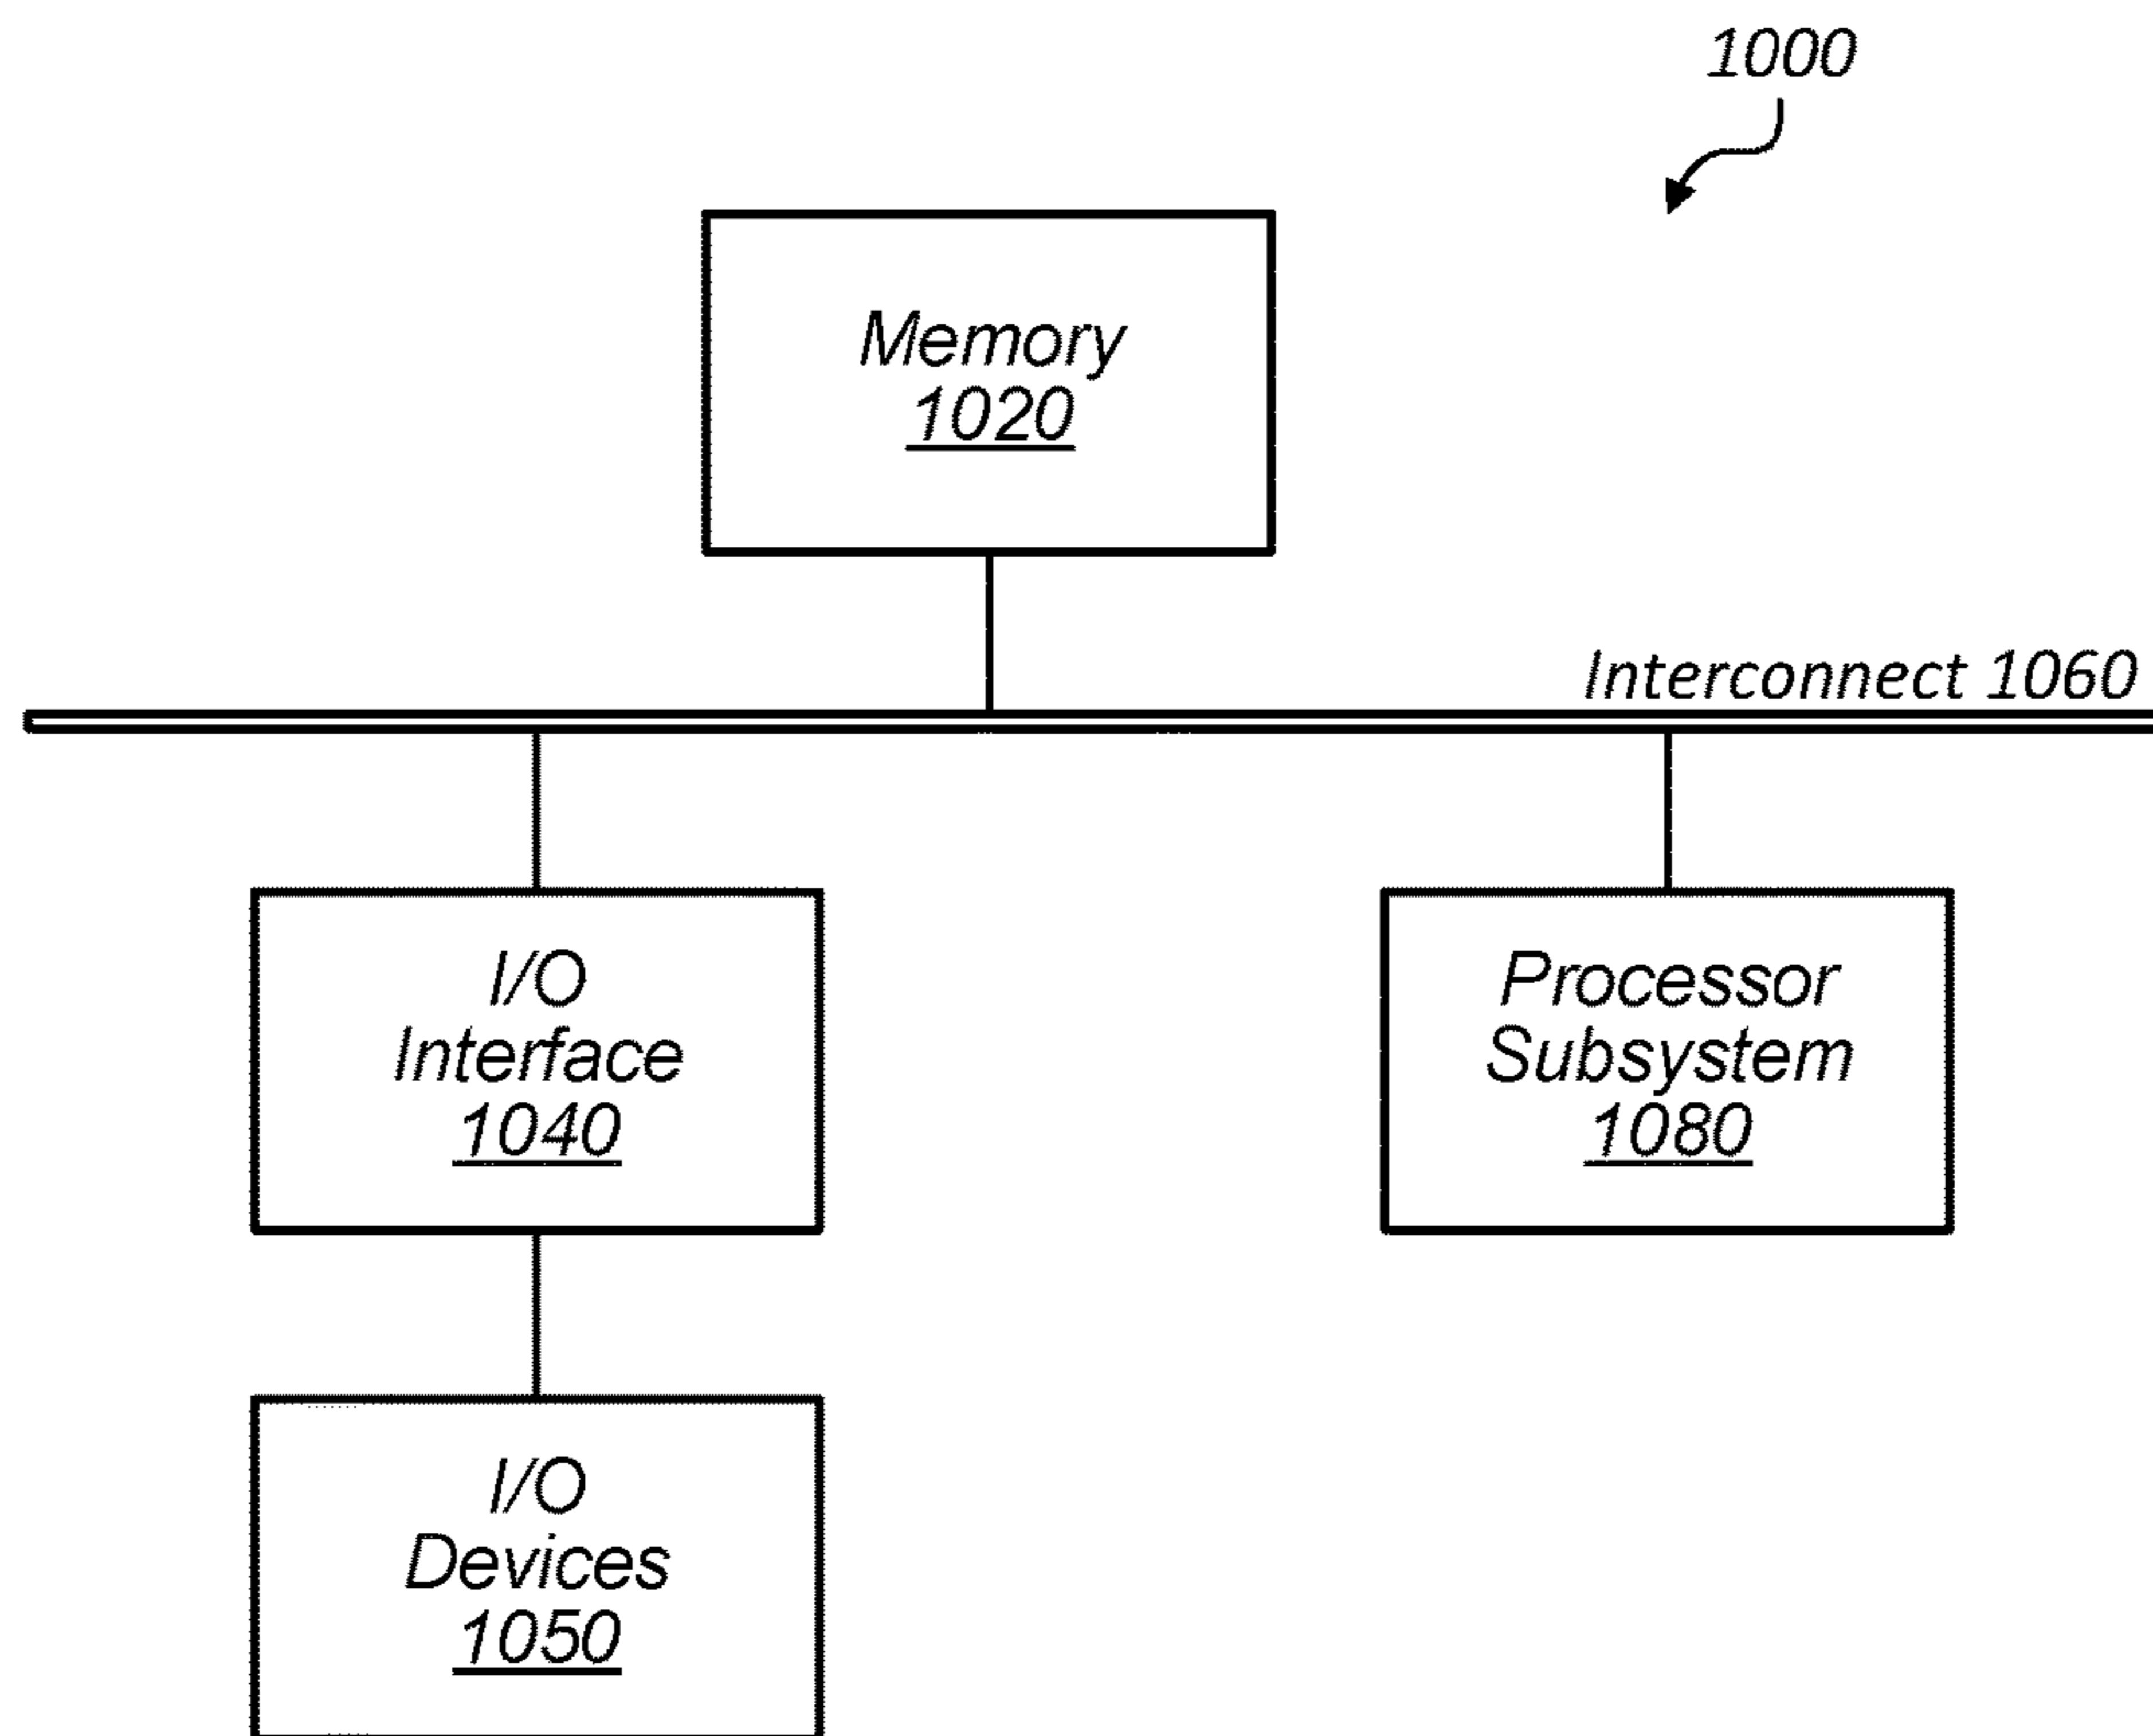 1000
Memory
1020
Interconnect 1060
I/O
Interface
1040
Processor
Subsystem
1080
I/O
Devices
1050